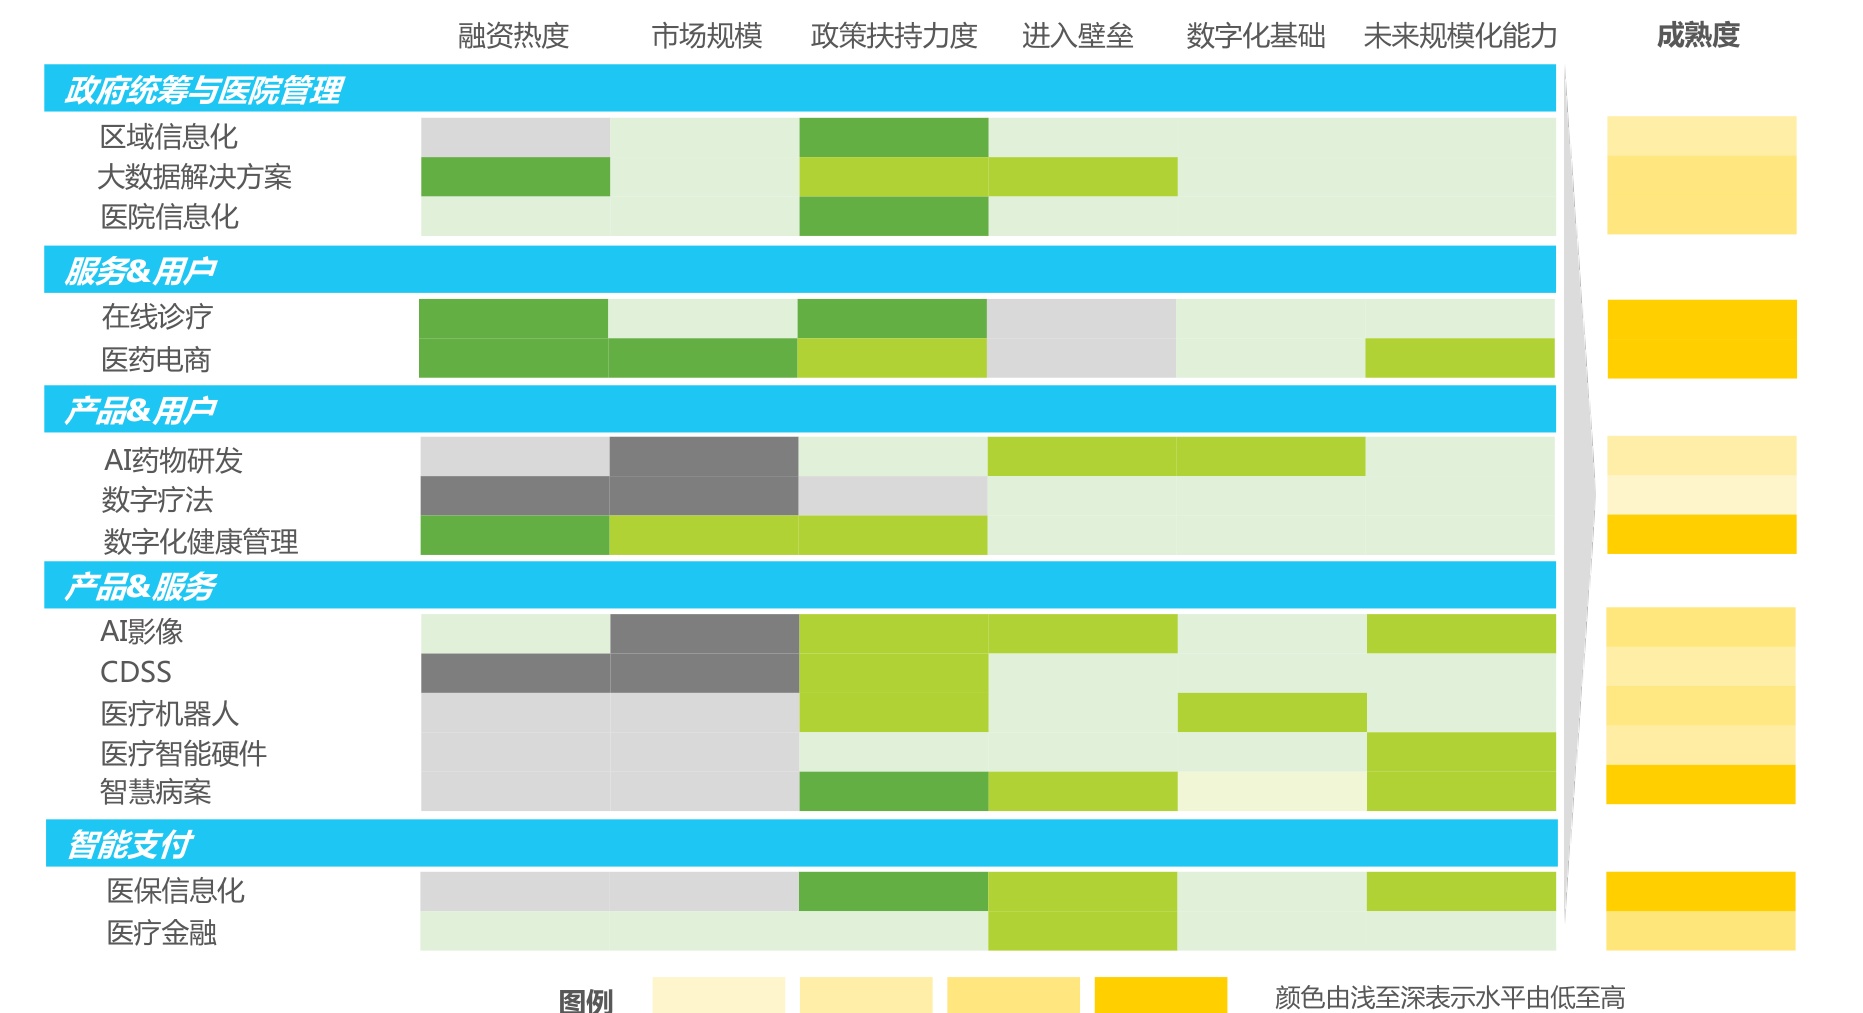 融资热度 市场规模 政策扶持力度 进入壁垒 数字化基础 未来规模化能力 成熟度
政府统筹与医院管理
区域信息化
大数据解决方案
医院信息化
服务&用户
在线诊疗
医药电商
产品&用户
AI药物研发
数字疗法
数字化健康管理
产品&服务
AI影像
CDSS
医疗机器人
医疗智能硬件
智慧病案
智能支付
医保信息化
医疗金融
图例 颜色由浅至深表示水平由低至高